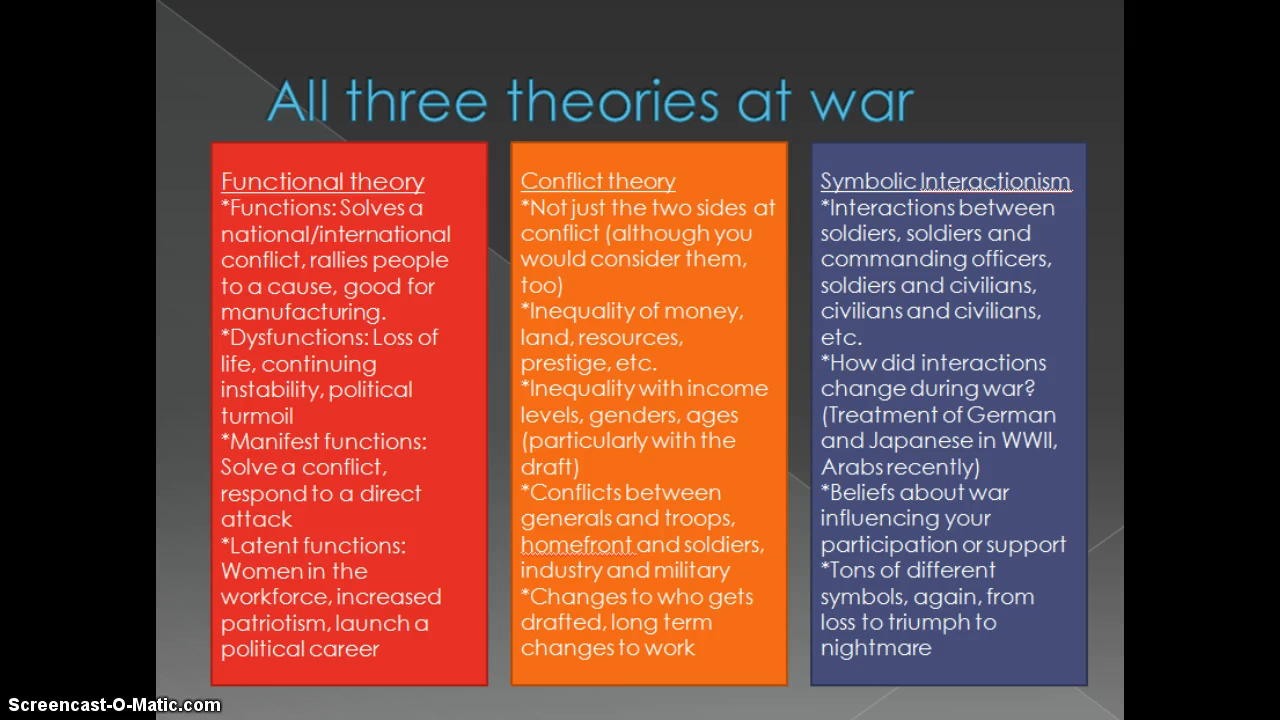 All three theories at war
Functional theory
*Functions: Solves a
national/international
conflict, rallies people
to a cause, good for
manufacturing.
*Dysfunctions: Loss of
life, continuing
instability, political
turmoil
*Manifest functions:
Solve a conflict,
respond to a direct
attack
*Latent functions:
Women in the
workforce, increased
patriotism, launch a
political career
Conflict theory
*Not just the two sides at
conflict (although you
would consider them,
too)
*Inequality of money,
land, resources,
prestige, etc.
*Inequality with income
levels, genders, ages
(particularly with the
draft)
*Conflicts between
generals and troops,
homefront and soldiers,
industry and military
*Changes to who gets
drafted, long term
changes to work
Symbolic Interactionism
*Interactions between
soldiers, soldiers and
commanding officers,
soldiers and civilians,
civilians and civilians,
etc.
*How did interactions
change during war?
(Treatment of German
and Japanese in WWII,
Arabs recently)
*Beliefs about war
influencing your
participation or support
*Tons of different
symbols, again, from
loss to triumph to
nightmare
Screencast-O-Matic.com